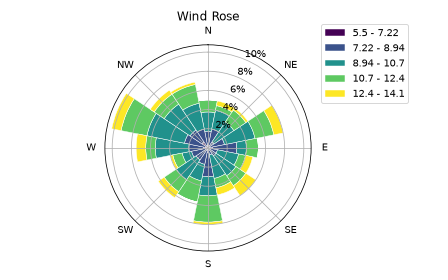 Wind Rose
N
NE
E
SE
S
SW
W
NW
2%
4%
6%
8%
10%
5.5 - 7.22
7.22 - 8.94
8.94 - 10.7
10.7 - 12.4
12.4 - 14.1